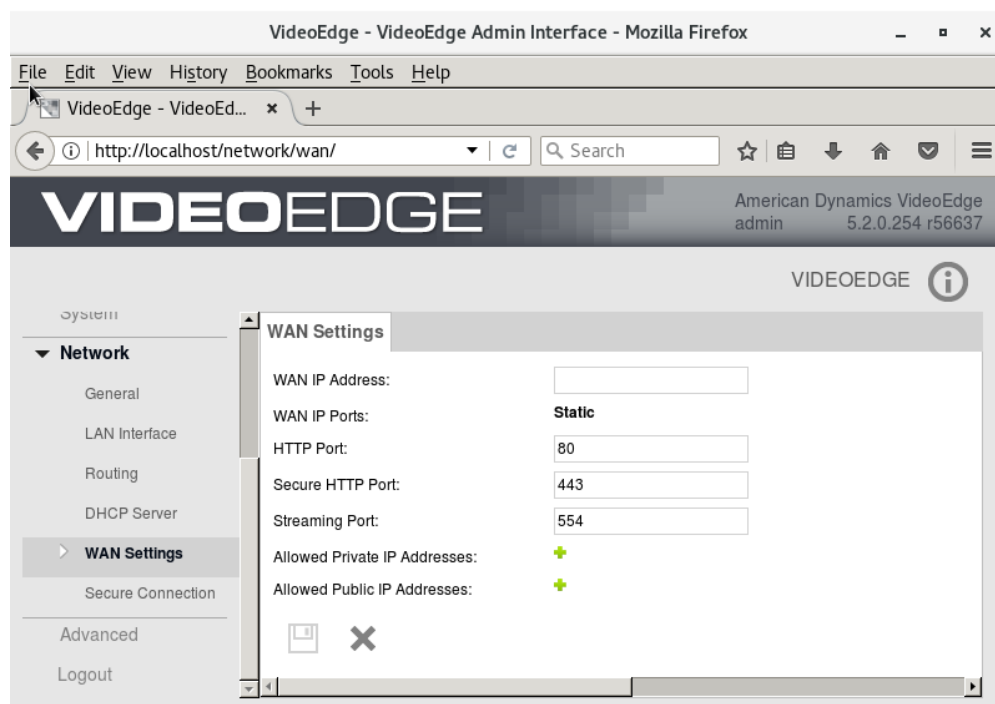 VideoEdge - VideoEdge Admin Interface - Mozilla Firefox
File Edit View History Bookmarks Tools Help
VideoEdge - VideoEd...
http://localhost/network/wan/
Search
VIDEOEDGE
American Dynamics VideoEdge
admin 5.2.0.254 r56637
VIDEOEDGE
System
Network
General
LAN Interface
Routing
DHCP Server
WAN Settings
Secure Connection
Advanced
Logout
WAN Settings
WAN IP Address:
WAN IP Ports: Static
HTTP Port: 80
Secure HTTP Port: 443
Streaming Port: 554
Allowed Private IP Addresses:
Allowed Public IP Addresses: